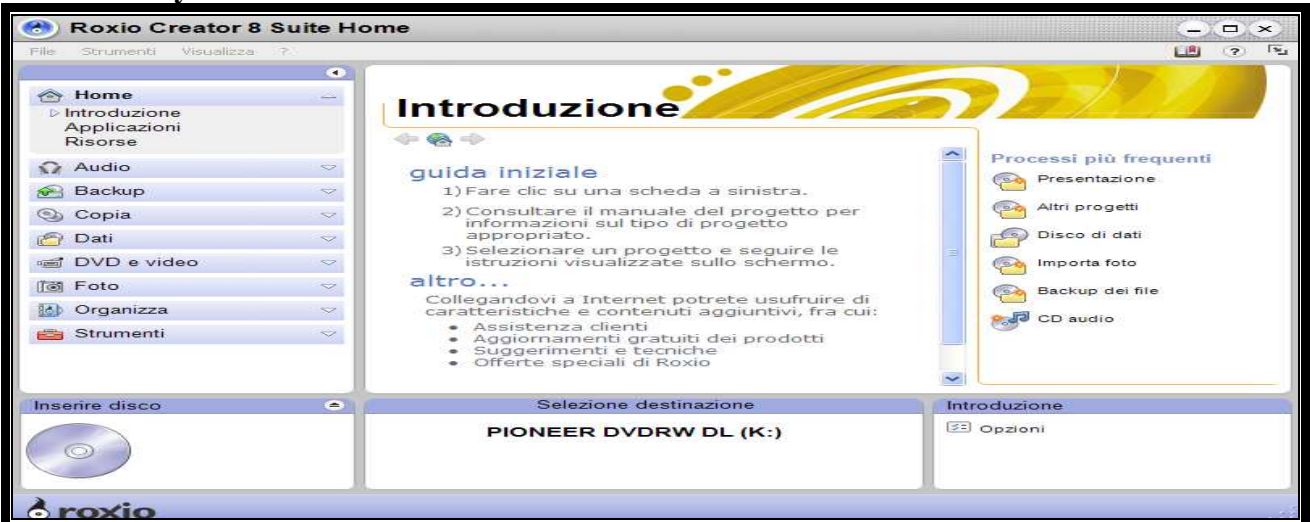 Roxio Creator 8 Suite Home
File Strumenti Visualizza ?
Home
Introduzione
Applicazioni
Risorse
Audio
Backup
Copia
Dati
DVD e video
Foto
Organizza
Strumenti
Introduzione
guida iniziale
1) Fare clic su una scheda a sinistra.
2) Consultare il manuale del progetto per
informazioni sul tipo di progetto
appropriato.
3) Selezionare un progetto e seguire le
istruzioni visualizzate sullo schermo.
altro...
Collegandovi a Internet potrete usufruire di
caratteristiche e contenuti aggiuntivi, fra cui:
• Assistenza clienti
• Aggiornamenti gratuiti dei prodotti
• Suggerimenti e tecniche
• Offerte speciali di Roxio
Processi più frequenti
Presentazione
Altri progetti
Disco di dati
Importa foto
Backup dei file
CD audio
Inserire disco
Selezione destinazione
PIONEER DVDRW DL (K:)
Introduzione
Opzioni
roxio